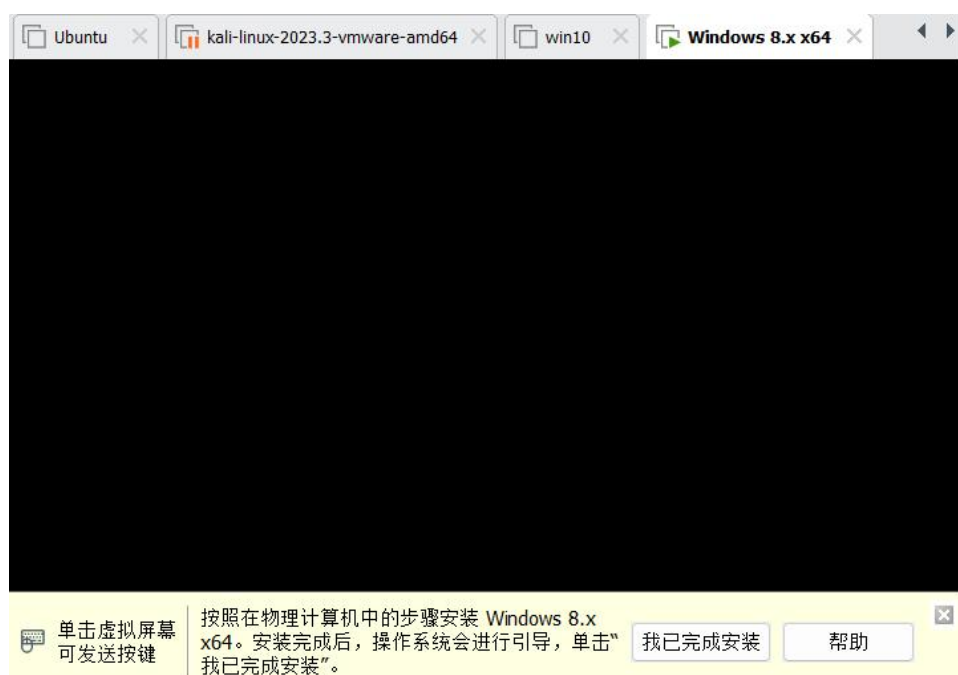 Ubuntu kali-linux-2023.3-vmware-amd64 win10 Windows 8.x x64
单击虚拟屏幕
可发送按键
按照在物理计算机中的步骤安装 Windows 8.x
x64。安装完成后，操作系统会进行引导，单击“
我已完成安装”。
我已完成安装
帮助